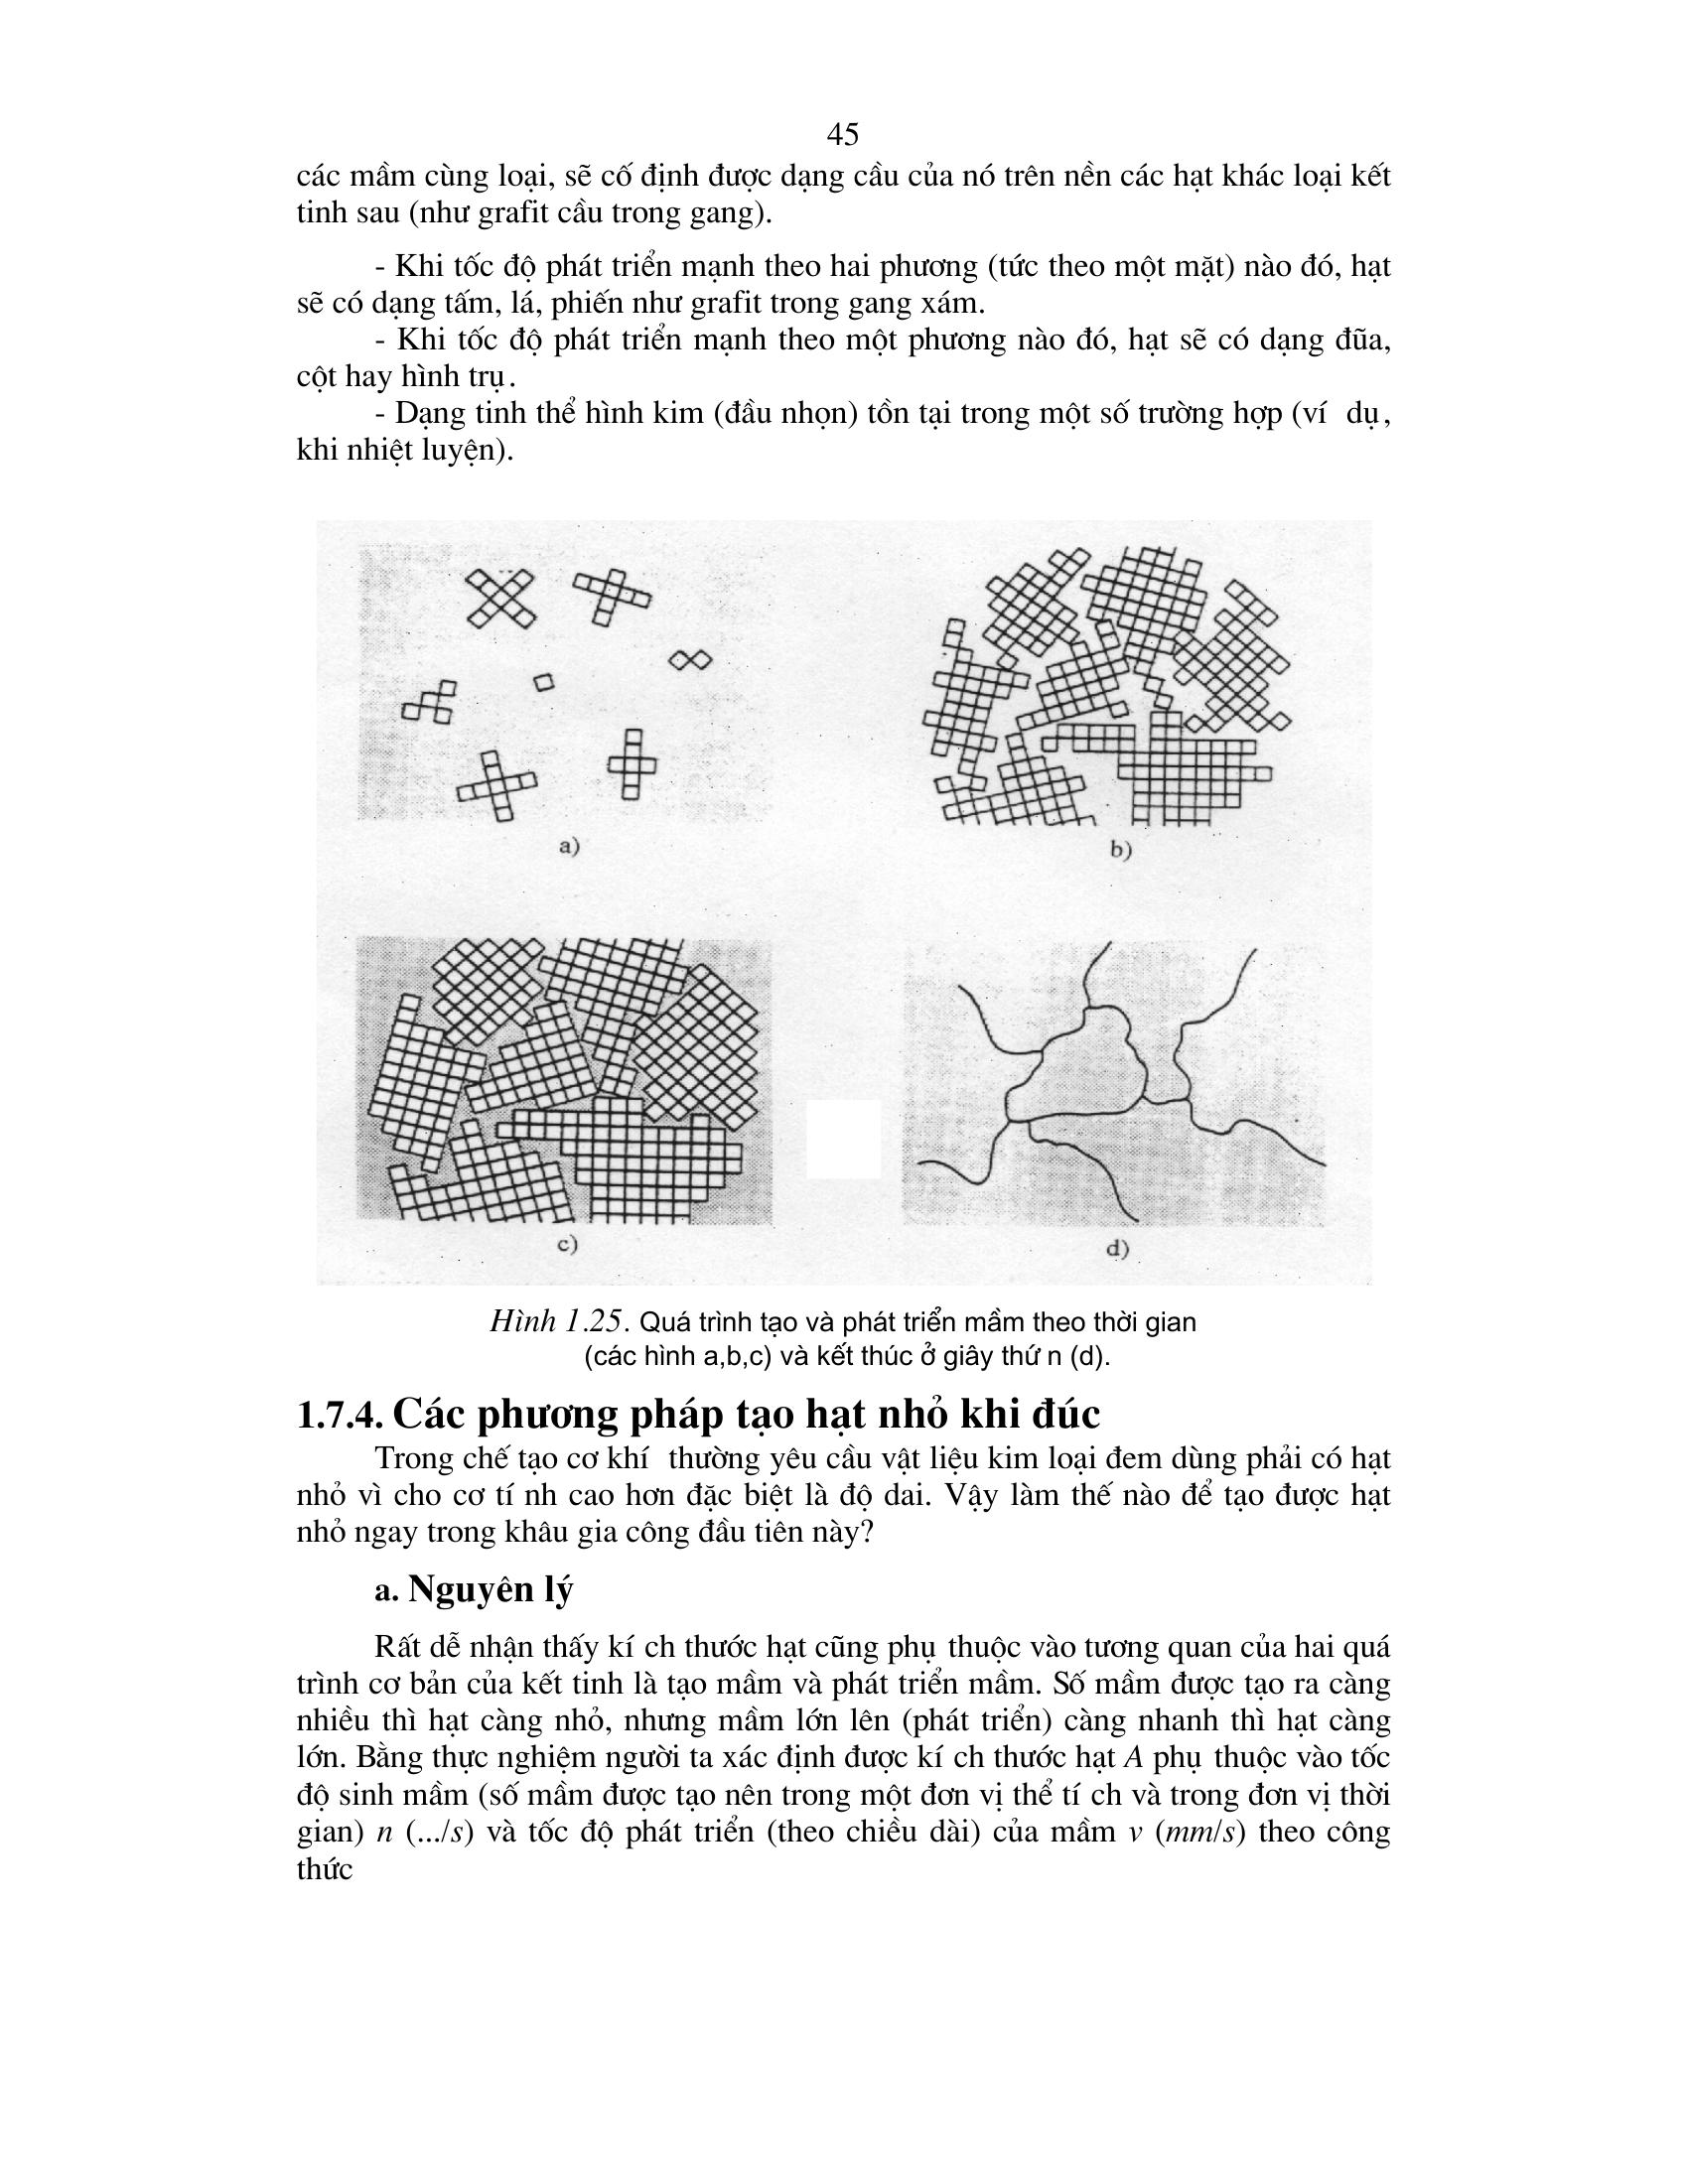 45
các mầm cùng loại, sẽ cố định được dạng cầu của nó trên nền các hạt khác loại kết
tinh sau (như grafit cầu trong gang).
- Khi tốc độ phát triển mạnh theo hai phương (tức theo một mặt) nào đó, hạt
sẽ có dạng tấm, lá, phiến như grafit trong gang xám.
- Khi tốc độ phát triển mạnh theo một phương nào đó, hạt sẽ có dạng đũa,
cột hay hình trụ.
- Dạng tinh thể hình kim (đầu nhọn) tồn tại trong một số trường hợp (ví dụ,
khi nhiệt luyện).
a)
b)
c)
d)
Hình 1.25. Quá trình tạo và phát triển mầm theo thời gian
(các hình a,b,c) và kết thúc ở giây thứ n (d).
1.7.4. Các phương pháp tạo hạt nhỏ khi đúc
Trong chế tạo cơ khí thường yêu cầu vật liệu kim loại đem dùng phải có hạt
nhỏ vì cho cơ tí nh cao hơn đặc biệt là độ dai. Vậy làm thế nào để tạo được hạt
nhỏ ngay trong khâu gia công đầu tiên này?
a. Nguyên lý
Rất dễ nhận thấy kí ch thước hạt cũng phụ thuộc vào tương quan của hai quá
trình cơ bản của kết tinh là tạo mầm và phát triển mầm. Số mầm được tạo ra càng
nhiều thì hạt càng nhỏ, nhưng mầm lớn lên (phát triển) càng nhanh thì hạt càng
lớn. Bằng thực nghiệm người ta xác định được kí ch thước hạt A phụ thuộc vào tốc
độ sinh mầm (số mầm được tạo nên trong một đơn vị thể tí ch và trong đơn vị thời
gian) n (.../s) và tốc độ phát triển (theo chiều dài) của mầm v (mm/s) theo công
thức